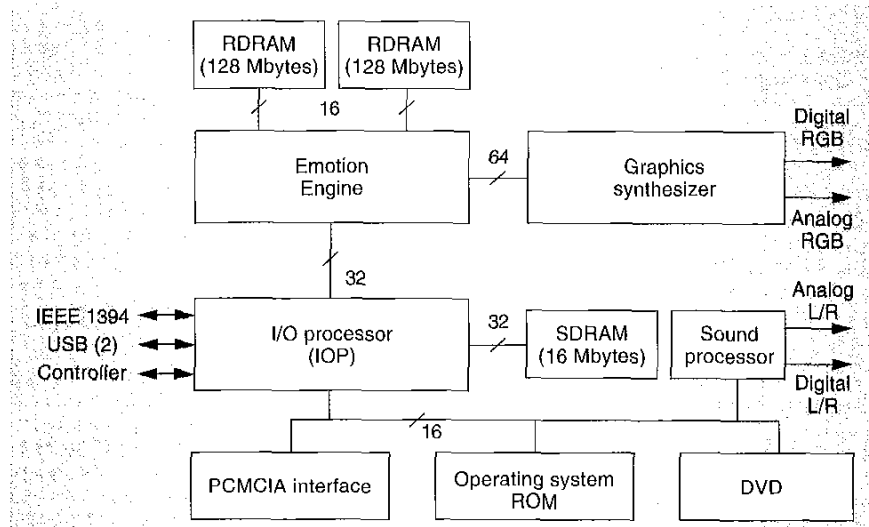 RDRAM
(128 Mbytes)
RDRAM
(128 Mbytes)
16
Emotion
Engine
64
Graphics
synthesizer
Digital
RGB
Analog
RGB
32
IEEE 1394
USB (2)
Controller
I/O processor
(IOP)
32
SDRAM
(16 Mbytes)
Sound
processor
Analog
L/R
Digital
L/R
16
PCMCIA interface
Operating system
ROM
DVD